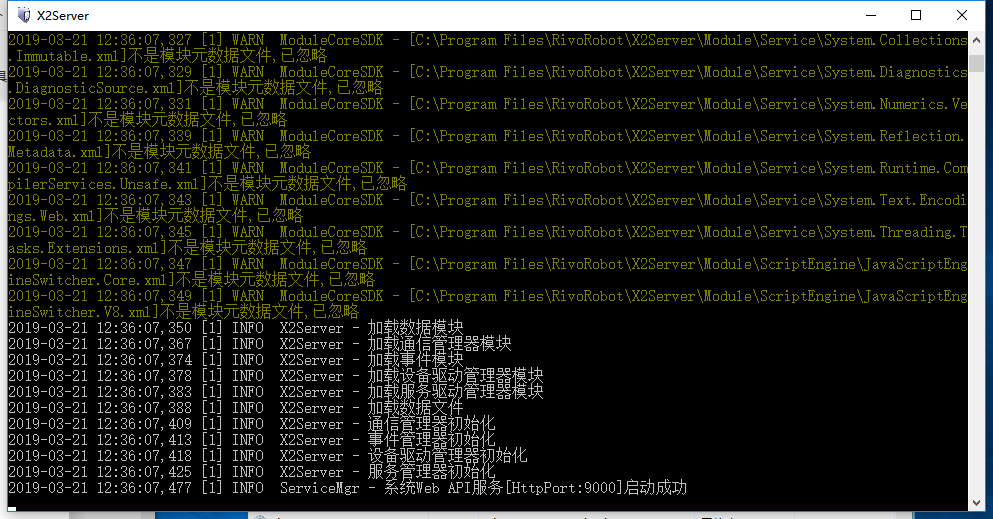 X2Server
2019-03-21 12:36:07,327 [1] WARN  ModuleCoreSDK - [C:\Program Files\RivoRobot\X2Server\Module\Service\System.Collections
.Immutable.xml]不是模块元数据文件,已忽略
2019-03-21 12:36:07,329 [1] WARN  ModuleCoreSDK - [C:\Program Files\RivoRobot\X2Server\Module\Service\System.Diagnostics
.DiagnosticSource.xml]不是模块元数据文件,已忽略
2019-03-21 12:36:07,331 [1] WARN  ModuleCoreSDK - [C:\Program Files\RivoRobot\X2Server\Module\Service\System.Numerics.Ve
ctors.xml]不是模块元数据文件,已忽略
2019-03-21 12:36:07,339 [1] WARN  ModuleCoreSDK - [C:\Program Files\RivoRobot\X2Server\Module\Service\System.Reflection.
Metadata.xml]不是模块元数据文件,已忽略
2019-03-21 12:36:07,341 [1] WARN  ModuleCoreSDK - [C:\Program Files\RivoRobot\X2Server\Module\Service\System.Runtime.Com
pilerServices.Unsafe.xml]不是模块元数据文件,已忽略
2019-03-21 12:36:07,343 [1] WARN  ModuleCoreSDK - [C:\Program Files\RivoRobot\X2Server\Module\Service\System.Text.Encodi
ngs.Web.xml]不是模块元数据文件,已忽略
2019-03-21 12:36:07,345 [1] WARN  ModuleCoreSDK - [C:\Program Files\RivoRobot\X2Server\Module\Service\System.Threading.T
asks.Extensions.xml]不是模块元数据文件,已忽略
2019-03-21 12:36:07,347 [1] WARN  ModuleCoreSDK - [C:\Program Files\RivoRobot\X2Server\Module\ScriptEngine\JavaScriptEng
ineSwitcher.Core.xml]不是模块元数据文件,已忽略
2019-03-21 12:36:07,349 [1] WARN  ModuleCoreSDK - [C:\Program Files\RivoRobot\X2Server\Module\ScriptEngine\JavaScriptEng
ineSwitcher.V8.xml]不是模块元数据文件,已忽略
2019-03-21 12:36:07,350 [1] INFO  X2Server - 加载数据模块
2019-03-21 12:36:07,367 [1] INFO  X2Server - 加载通信管理器模块
2019-03-21 12:36:07,374 [1] INFO  X2Server - 加载事件模块
2019-03-21 12:36:07,378 [1] INFO  X2Server - 加载设备驱动管理器模块
2019-03-21 12:36:07,383 [1] INFO  X2Server - 加载服务驱动管理器模块
2019-03-21 12:36:07,388 [1] INFO  X2Server - 加载数据文件
2019-03-21 12:36:07,409 [1] INFO  X2Server - 通信管理器初始化
2019-03-21 12:36:07,413 [1] INFO  X2Server - 事件管理器初始化
2019-03-21 12:36:07,418 [1] INFO  X2Server - 设备驱动管理器初始化
2019-03-21 12:36:07,425 [1] INFO  X2Server - 服务管理器初始化
2019-03-21 12:36:07,477 [1] INFO  ServiceMgr - 系统Web API服务[HttpPort:9000]启动成功